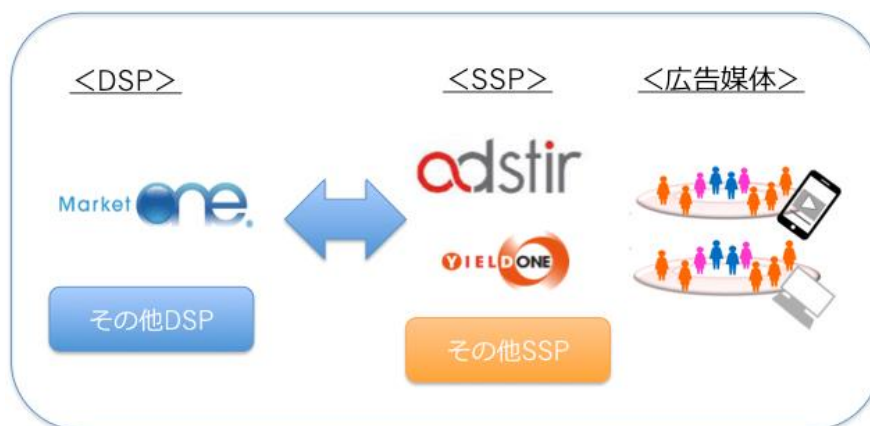 ＜DSP＞
＜SSP＞
＜広告媒体＞
Market One®
adstir
YIELD ONE
その他DSP
その他SSP